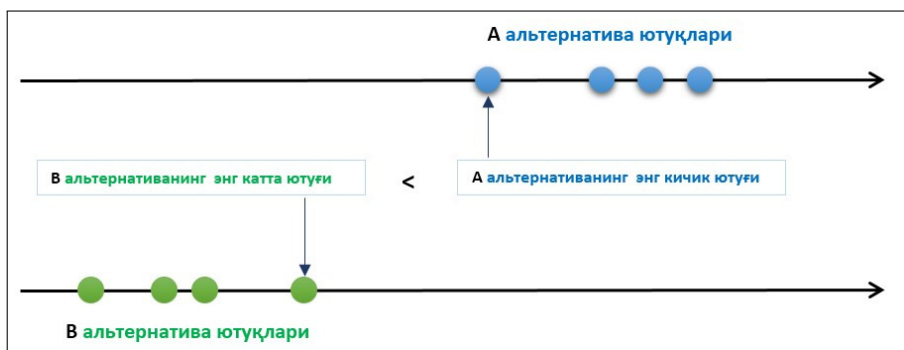 А альтернатива ютуқлари
В альтернативанинг энг катта ютуғи < А альтернативанинг энг кичик ютуғи
В альтернатива ютуқлари